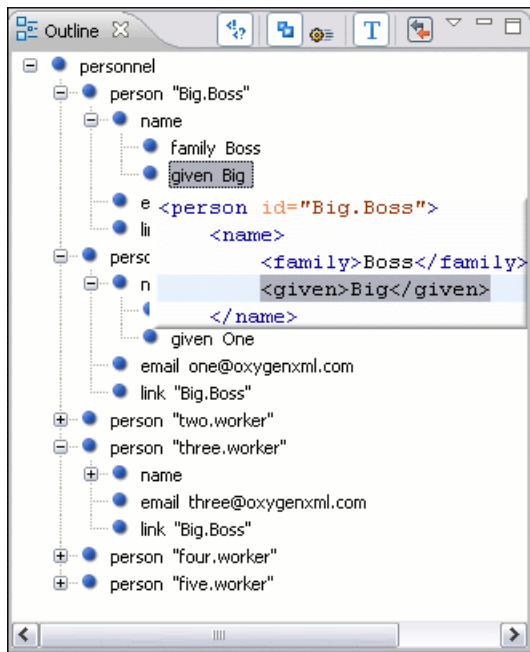 Outline
T
personnel
person "Big.Boss"
name
family Boss
given Big
e
<person id="Big.Boss">
li
<name>
perso
<family>Boss</family>
n
<given>Big</given>
</name>
given One
email one@oxygenxml.com
link "Big.Boss"
person "two.worker"
person "three.worker"
name
email three@oxygenxml.com
link "Big.Boss"
person "four.worker"
person "five.worker"